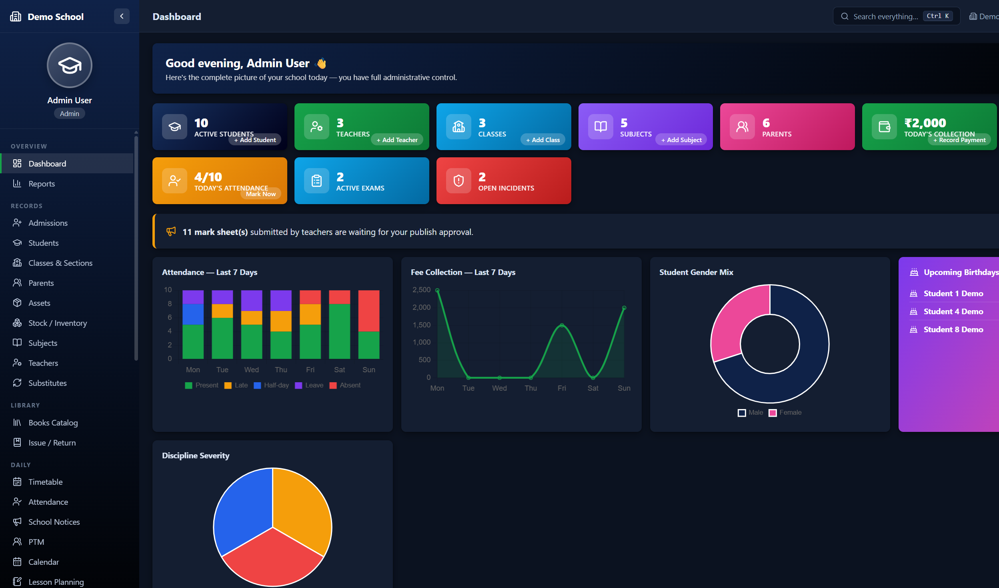 Demo School
Dashboard
Search everything... Ctrl K
Demo
Admin User
Admin
OVERVIEW
Dashboard
Reports
RECORDS
Admissions
Students
Classes & Sections
Parents
Assets
Stock / Inventory
Subjects
Teachers
Substitutes
LIBRARY
Books Catalog
Issue / Return
DAILY
Timetable
Attendance
School Notices
PTM
Calendar
Lesson Planning
Good evening, Admin User 👋
Here's the complete picture of your school today — you have full administrative control.
10
ACTIVE STUDENTS
+ Add Student
3
TEACHERS
+ Add Teacher
3
CLASSES
+ Add Class
5
SUBJECTS
+ Add Subject
6
PARENTS
₹2,000
TODAY'S COLLECTION
+ Record Payment
4/10
TODAY'S ATTENDANCE
Mark Now
2
ACTIVE EXAMS
2
OPEN INCIDENTS
11 mark sheet(s) submitted by teachers are waiting for your publish approval.
Attendance — Last 7 Days
10
8
6
4
2
0
Mon Tue Wed Thu Fri Sat Sun
Present Late Half-day Leave Absent
Fee Collection — Last 7 Days
2,500
2,000
1,500
1,000
500
0
Mon Tue Wed Thu Fri Sat Sun
Student Gender Mix
Male Female
Upcoming Birthdays
Student 1 Demo
Student 4 Demo
Student 8 Demo
Discipline Severity